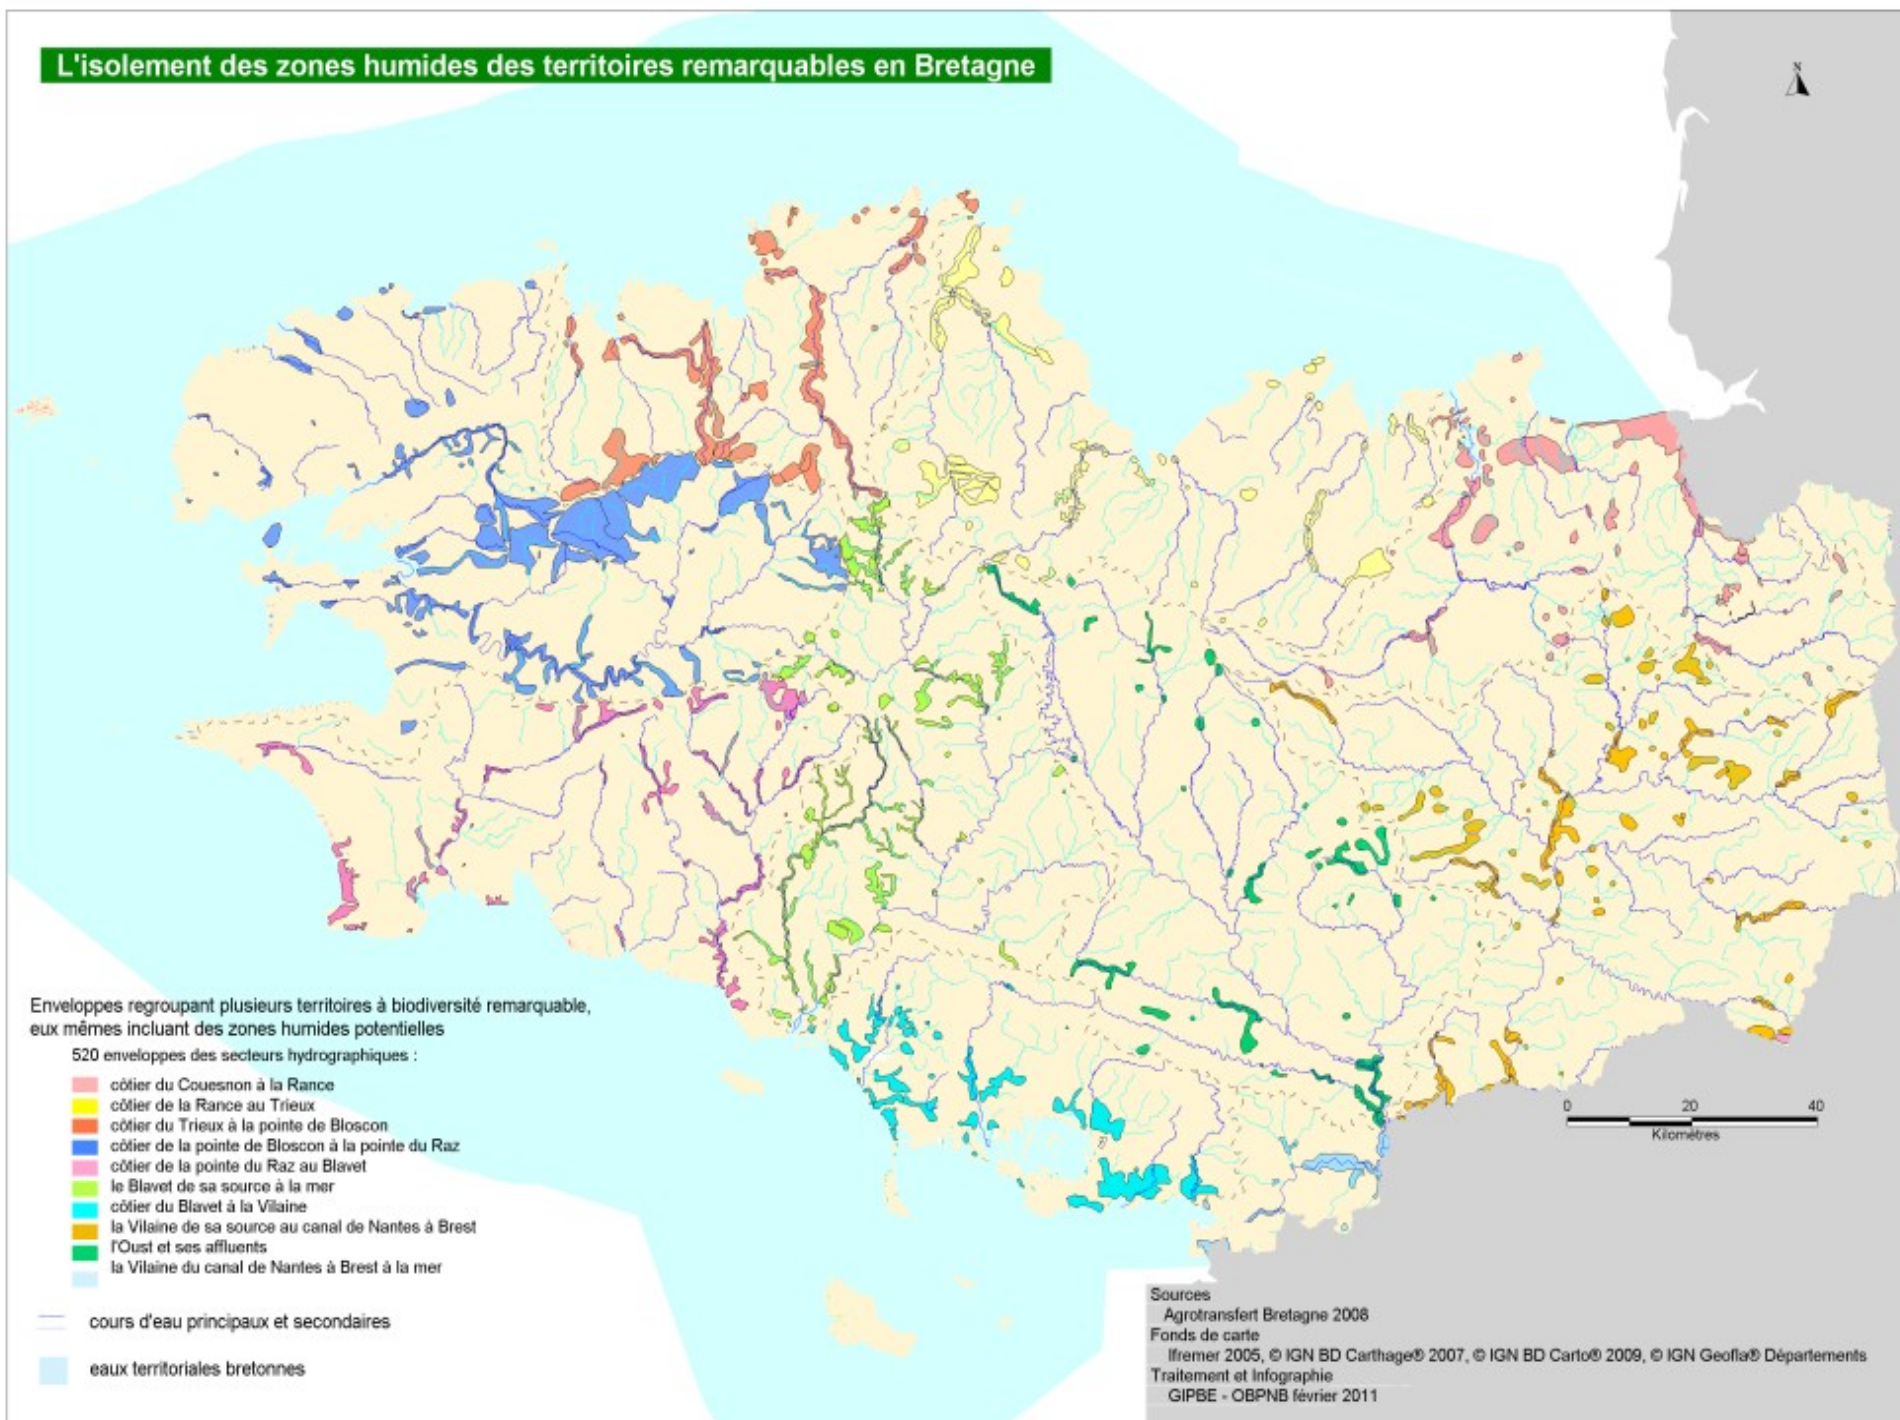 L'isolement des zones humides des territoires remarquables en Bretagne
N
Enveloppes regroupant plusieurs territoires à biodiversité remarquable,
eux mêmes incluant des zones humides potentielles
520 enveloppes des secteurs hydrographiques :
côtier du Couesnon à la Rance
côtier de la Rance au Trieux
côtier du Trieux à la pointe de Bloscon
côtier de la pointe de Bloscon à la pointe du Raz
côtier de la pointe du Raz au Blavet
le Blavet de sa source à la mer
côtier du Blavet à la Vilaine
la Vilaine de sa source au canal de Nantes à Brest
l'Oust et ses affluents
la Vilaine du canal de Nantes à Brest à la mer
cours d'eau principaux et secondaires
eaux territoriales bretonnes
0 20 40
Kilomètres
Sources
Agrotransfert Bretagne 2008
Fonds de carte
Ifremer 2005, © IGN BD Carthage® 2007, © IGN BD Carto® 2009, © IGN Geofla® Départements
Traitement et Infographie
GIPBE - OBPNB février 2011